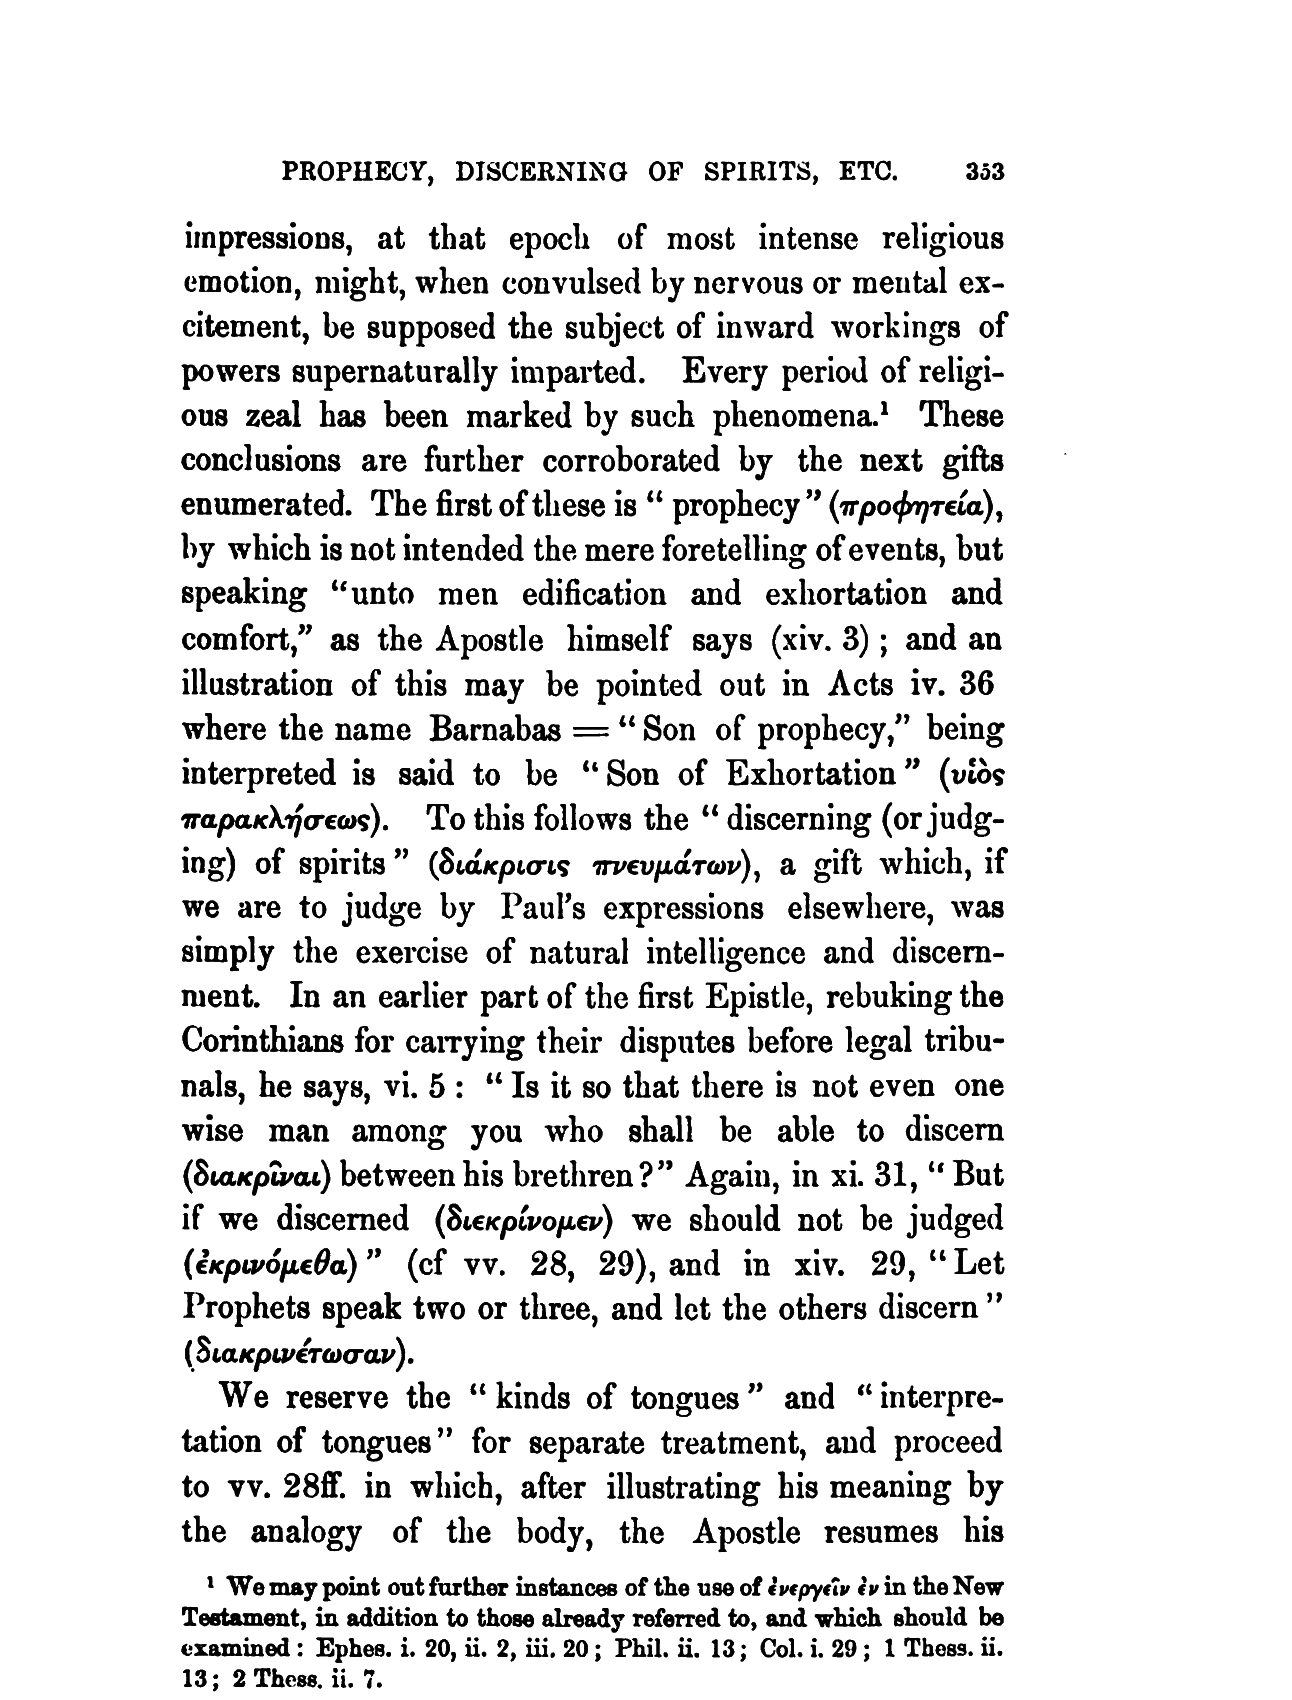 PROPHECY, DISCERNING OF SPIRITS, ETC. 353
impressions, at that epoch of most intense religious
emotion, might, when convulsed by nervous or mental ex-
citement, be supposed the subject of inward workings of
powers supernaturally imparted. Every period of religi-
ous zeal has been marked by such phenomena.¹ These
conclusions are further corroborated by the next gifts
enumerated. The first of these is “ prophecy ” (προφητεία),
by which is not intended the mere foretelling of events, but
speaking “unto men edification and exhortation and
comfort,” as the Apostle himself says (xiv. 3) ; and an
illustration of this may be pointed out in Acts iv. 36
where the name Barnabas = “ Son of prophecy,” being
interpreted is said to be “ Son of Exhortation ” (υἱὸς
παρακλήσεως). To this follows the “ discerning (or judg-
ing) of spirits ” (διάκρισις πνευμάτων), a gift which, if
we are to judge by Paul’s expressions elsewhere, was
simply the exercise of natural intelligence and discern-
ment. In an earlier part of the first Epistle, rebuking the
Corinthians for carrying their disputes before legal tribu-
nals, he says, vi. 5 : “ Is it so that there is not even one
wise man among you who shall be able to discern
(διακρῖναι) between his brethren ?” Again, in xi. 31, “ But
if we discerned (διεκρίνομεν) we should not be judged
(ἐκρινόμεθα) ” (cf vv. 28, 29), and in xiv. 29, “ Let
Prophets speak two or three, and let the others discern ”
(διακρινέτωσαν).
We reserve the “ kinds of tongues ” and “ interpre-
tation of tongues ” for separate treatment, and proceed
to vv. 28ff. in which, after illustrating his meaning by
the analogy of the body, the Apostle resumes his
¹ We may point out further instances of the use of ἐνεργεῖν ἐν in the New
Testament, in addition to those already referred to, and which should be
examined : Ephes. i. 20, ii. 2, iii. 20 ; Phil. ii. 13 ; Col. i. 29 ; 1 Thess. ii.
13 ; 2 Thess. ii. 7.